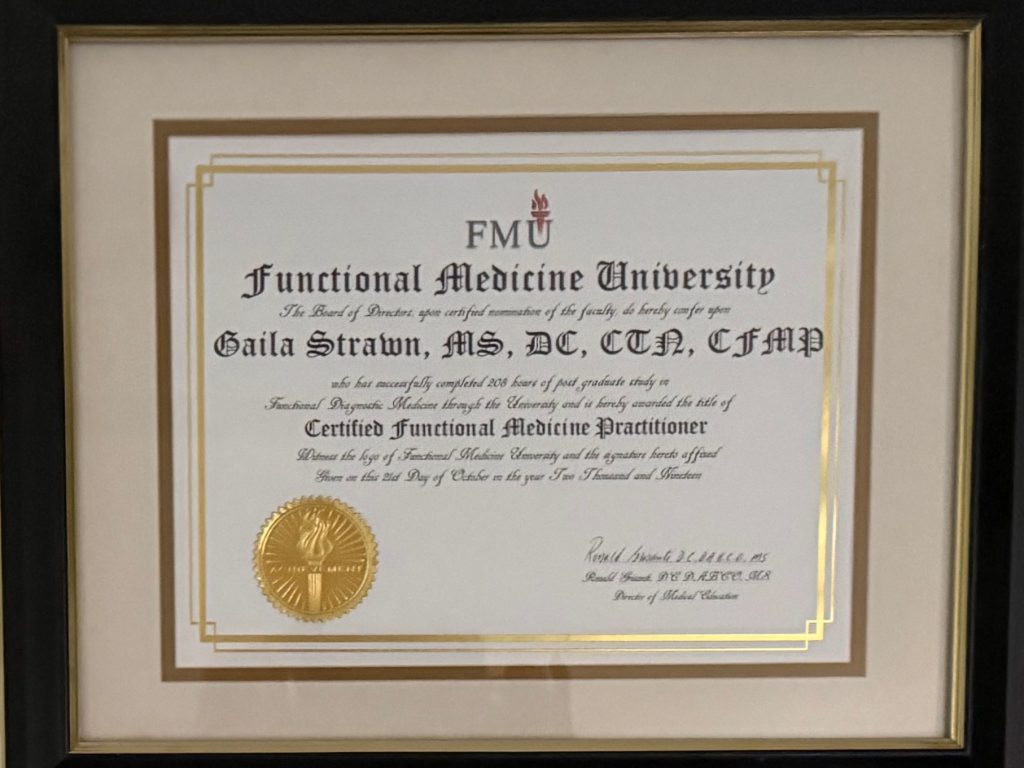 FMU
Functional Medicine University
The Board of Directors, upon certified nomination of the faculty, do hereby confer upon
Gaila Strawn, MS, DC, CTN, CFMP
who has successfully completed 208 hours of post graduate study in
Functional Diagnostic Medicine through the University and is hereby awarded the title of
Certified Functional Medicine Practitioner
Witness the logo of Functional Medicine University and the signature hereto affixed
Given on this 21st Day of October in the year Two Thousand and Nineteen
ACHIEVEMENT
Ronald Grisanti D.C. D.A.B.C.O., MS
Ronald Grisanti, D.C. D.A.B.C.O., M.S.
Director of Medical Education